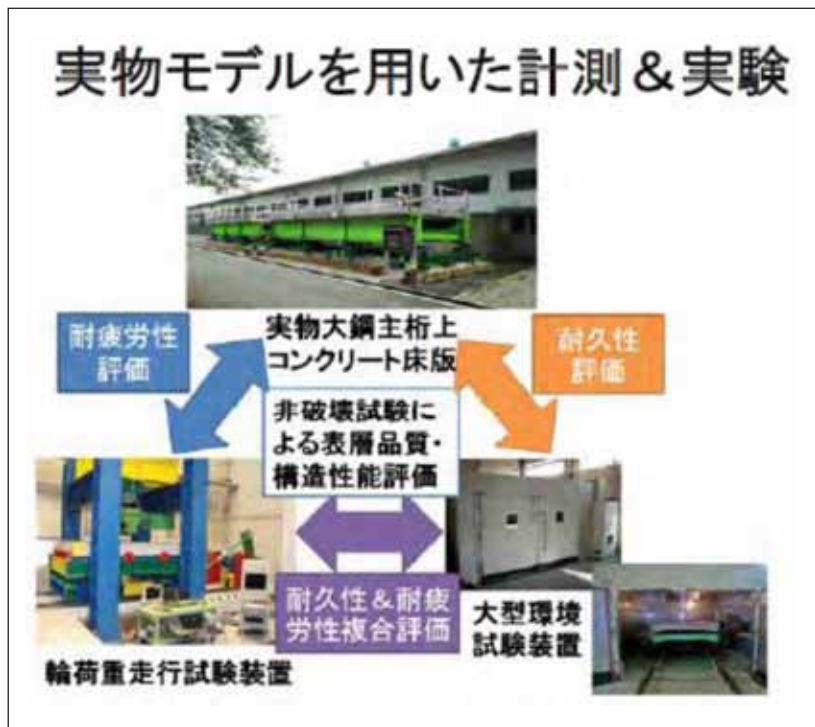 実物モデルを用いた計測＆実験
耐疲労性
評価
実物大鋼主桁上
コンクリート床版
耐久性
評価
非破壊試験に
よる表層品質・
構造性能評価
耐久性＆耐疲
労性複合評価
大型環境
試験装置
輪荷重走行試験装置